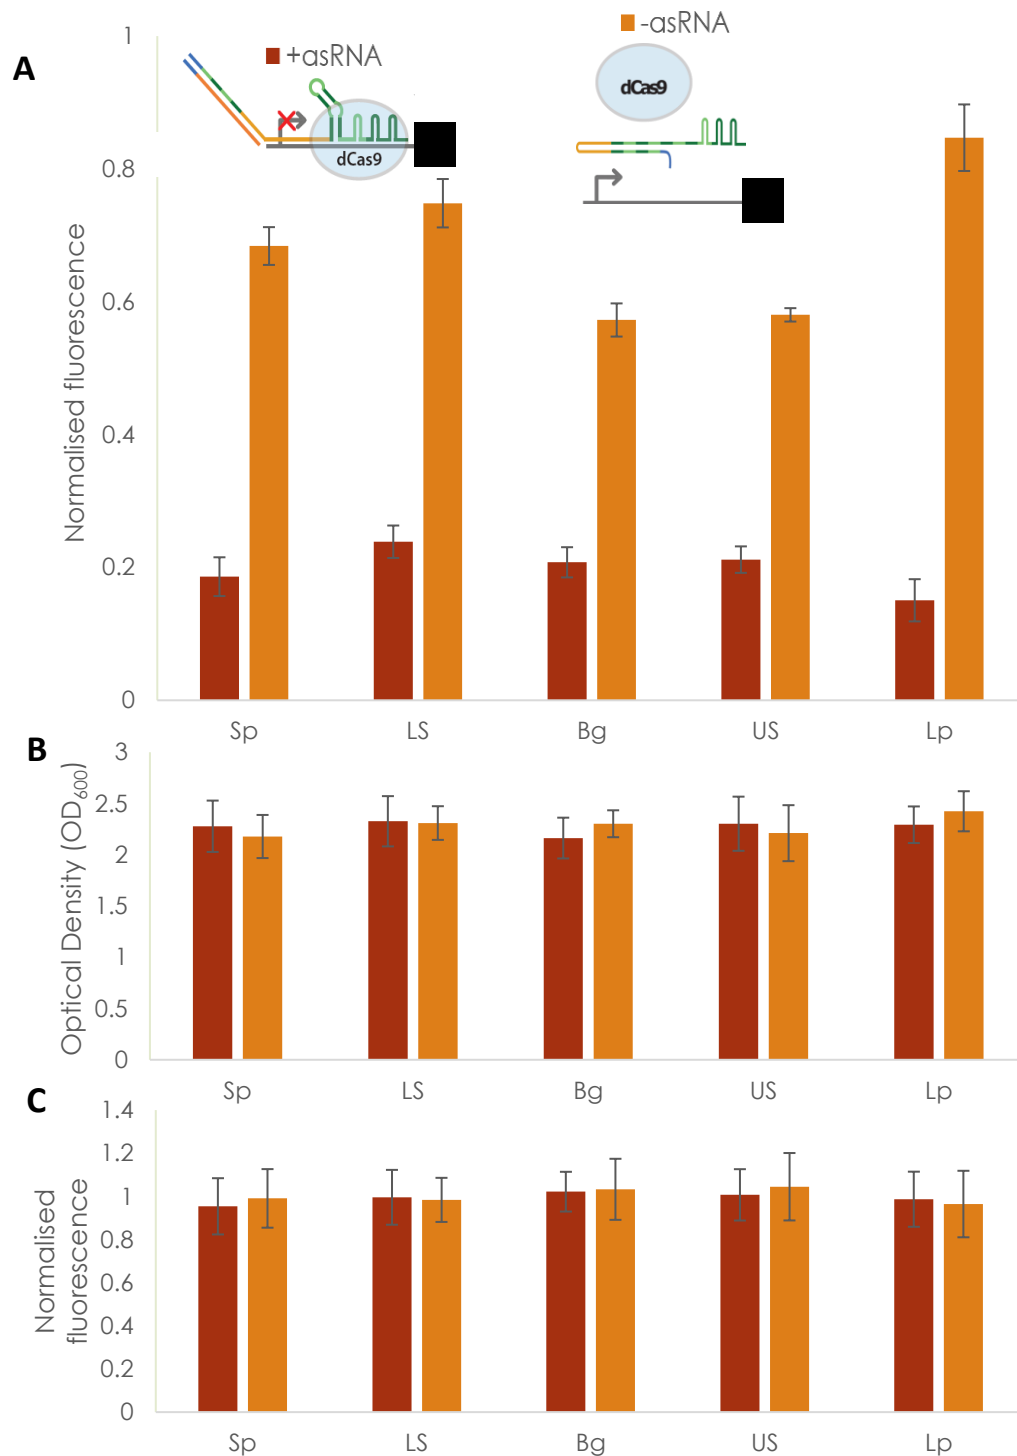 A
+asRNA
-asRNA
dCas9
dCas9
Normalised fluorescence
1
0.8
0.6
0.4
0.2
0
Sp LS Bg US Lp
B
Optical Density (OD600)
3
2.5
2
1.5
1
0.5
0
Sp LS Bg US Lp
C
Normalised
fluorescence
1.4
1.2
1
0.8
0.6
0.4
0.2
0
Sp LS Bg US Lp